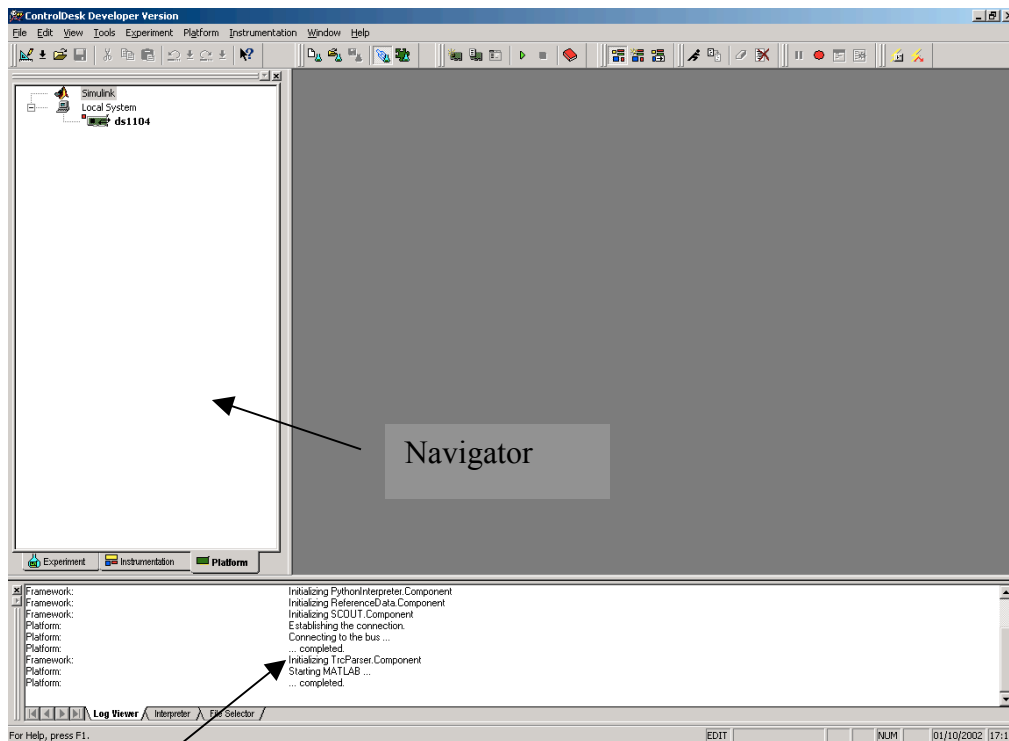 ControlDesk Developer Version
File Edit View Tools Experiment Platform Instrumentation Window Help
Simulink
Local System
ds1104
Navigator
Experiment Instrumentation Platform
Framework: Initializing PythonInterpreter.Component
Framework: Initializing ReferenceData.Component
Framework: Initializing SCOUT.Component
Platform: Establishing the connection.
Platform: Connecting to the bus ...
Platform: ... completed.
Framework: Initializing TrcParser.Component
Platform: Starting MATLAB ...
Platform: ... completed.
Log Viewer Interpreter File Selector
For Help, press F1. EDIT NUM 01/10/2002 17:1